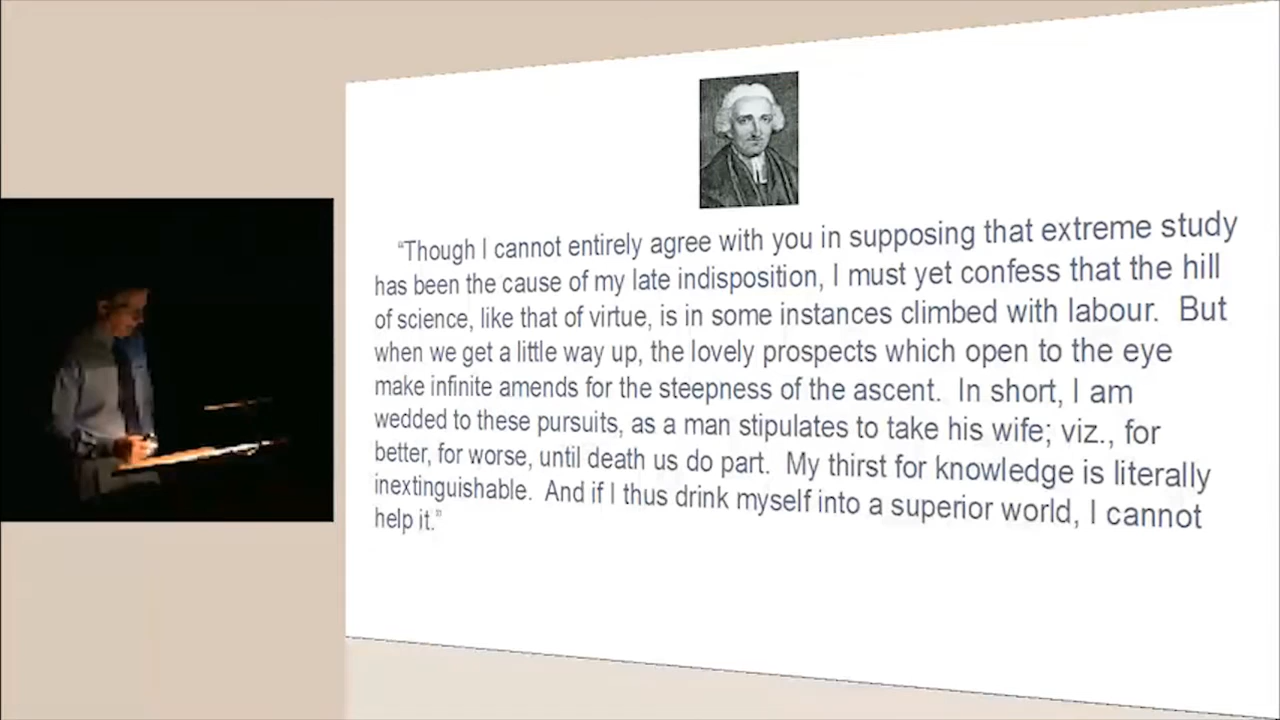 “Though I cannot entirely agree with you in supposing that extreme study
has been the cause of my late indisposition, I must yet confess that the hill
of science, like that of virtue, is in some instances climbed with labour.  But
when we get a little way up, the lovely prospects which open to the eye
make infinite amends for the steepness of the ascent.  In short, I am
wedded to these pursuits, as a man stipulates to take his wife; viz., for
better, for worse, until death us do part.  My thirst for knowledge is literally
inextinguishable.  And if I thus drink myself into a superior world, I cannot
help it.”